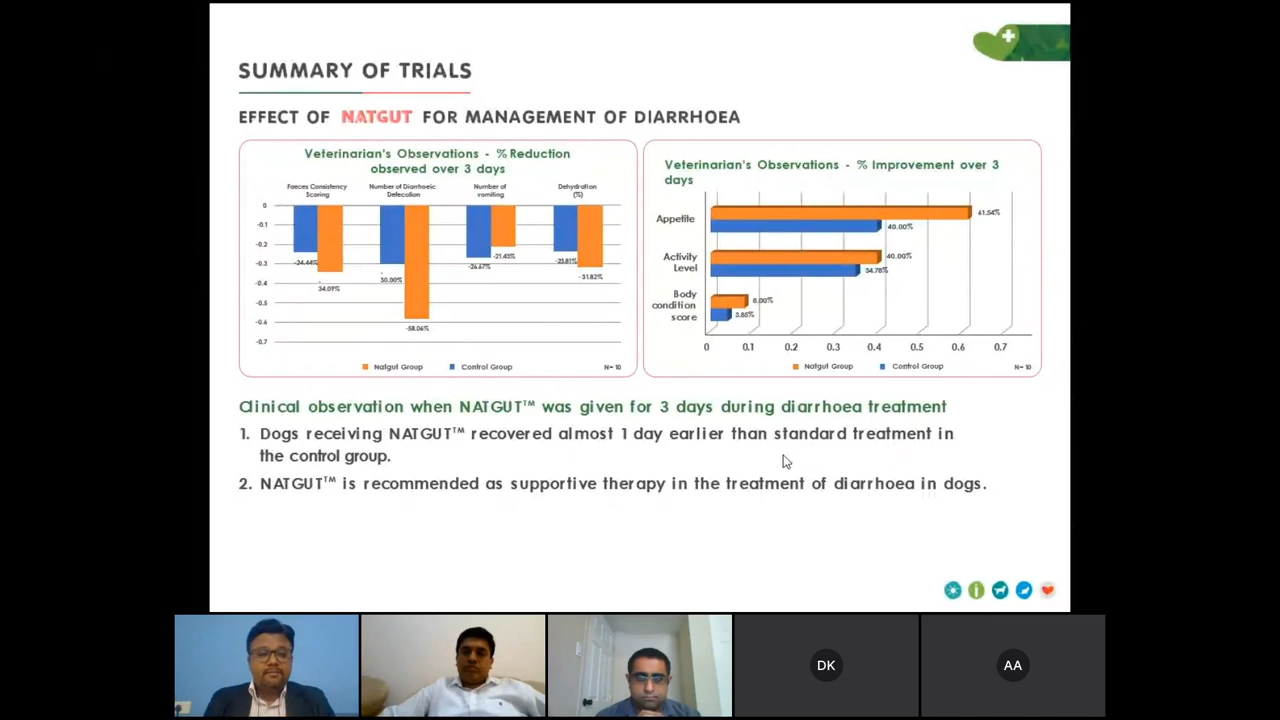 SUMMARY OF TRIALS
EFFECT OF NATGUT FOR MANAGEMENT OF DIARRHOEA
Veterinarian's Observations - % Reduction
observed over 3 days
Faeces Consistency
Scoring
Number of Diarrhoeic
Defecation
Number of
vomiting
Dehydration
(%)
0
-0.1
-0.2
-0.3
-0.4
-0.5
-0.6
-0.7
-24.44%
34.09%
30.00%
-58.06%
-26.67%
-21.43%
-23.81%
-31.82%
Natgut Group
Control Group
N= 10
Veterinarian's Observations - % Improvement over 3
days
Appetite
61.54%
40.00%
Activity
Level
40.00%
34.78%
Body
condition
score
8.00%
3.85%
0 0.1 0.2 0.3 0.4 0.5 0.6 0.7
Natgut Group
Control Group
N= 10
Clinical observation when NATGUT™ was given for 3 days during diarrhoea treatment
1. Dogs receiving NATGUT™ recovered almost 1 day earlier than standard treatment in
the control group.
2. NATGUT™ is recommended as supportive therapy in the treatment of diarrhoea in dogs.
DK
AA